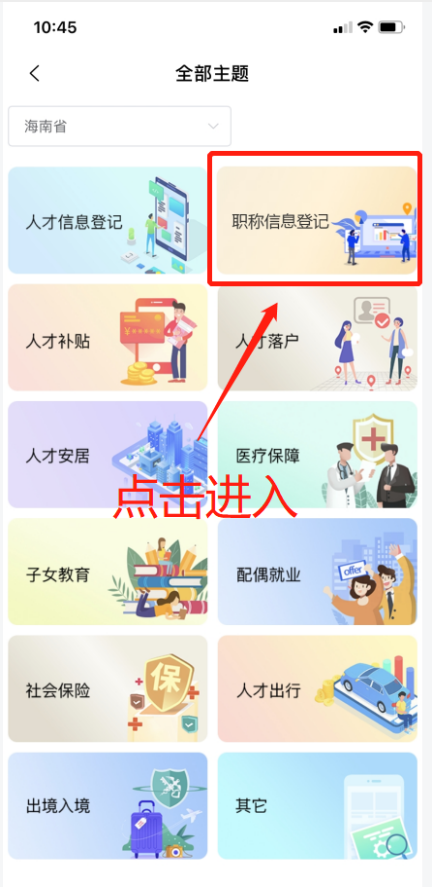 10:45
全部主题
海南省
人才信息登记
职称信息登记
人才补贴
人才落户
人才安居
医疗保障
点击进入
子女教育
配偶就业
offer
社会保险
保
人才出行
出境入境
其它